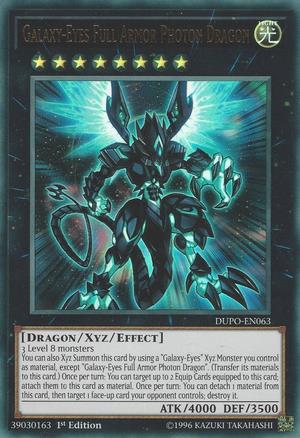 GALAXY-EYES FULL ARMOR PHOTON DRAGON
LIGHT
光
DUPO-EN063
[DRAGON/XYZ/EFFECT]
3 Level 8 monsters
You can also Xyz Summon this card by using a "Galaxy-Eyes" Xyz Monster you control
as material, except "Galaxy-Eyes Full Armor Photon Dragon". (Transfer its materials
to this card.) Once per turn: You can target up to 2 Equip Cards equipped to this card;
attach them to this card as material. Once per turn: You can detach 1 material from
this card, then target 1 face-up card your opponent controls; destroy it.
ATK/4000 DEF/3500
39030163 1st Edition ©1996 KAZUKI TAKAHASHI